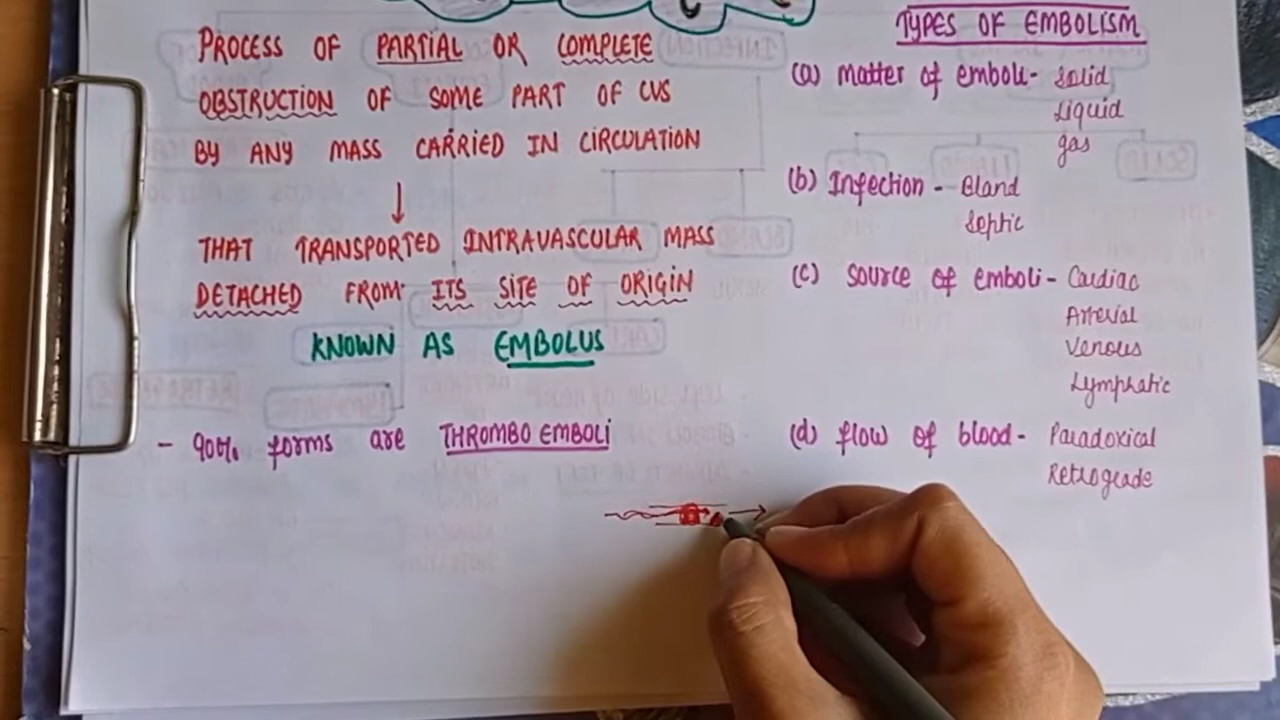 PROCESS OF PARTIAL OR COMPLETE
OBSTRUCTION OF SOME PART OF CVS
BY ANY MASS CARRIED IN CIRCULATION
THAT TRANSPORTED INTRAVASCULAR MASS
DETACHED FROM ITS SITE OF ORIGIN
KNOWN AS EMBOLUS
- 90% forms are THROMBO EMBOLI
TYPES OF EMBOLISM
(a) Matter of emboli - Solid
Liquid
gas
(b) Infection - Bland
Septic
(c) Source of emboli - Cardiac
Arterial
Venous
Lymphatic
(d) flow of blood - Paradoxical
Retrograde